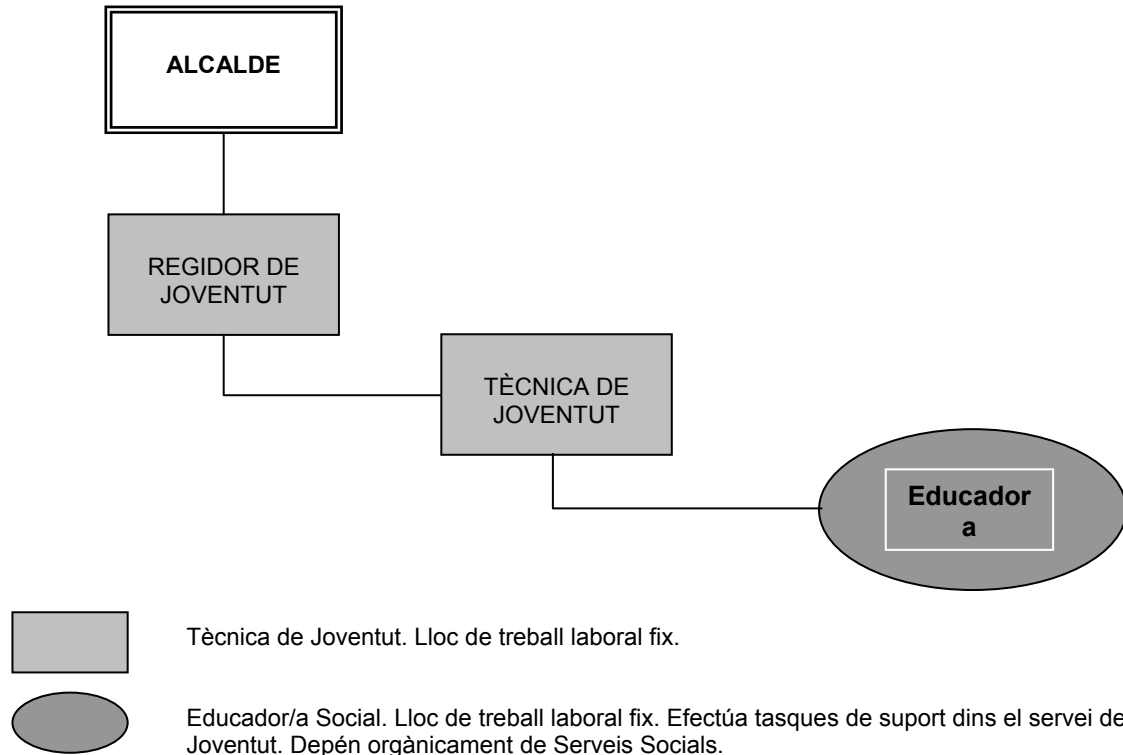 ALCALDE
REGIDOR DE
JOVENTUT
TÈCNICA DE
JOVENTUT
Educador
a
Tècnica de Joventut. Lloc de treball laboral fix.
Educador/a Social. Lloc de treball laboral fix. Efectúa tasques de suport dins el servei de
Joventut. Depén orgànicament de Serveis Socials.